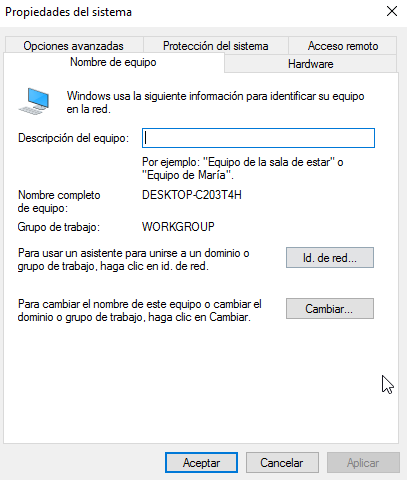 Propiedades del sistema
Opciones avanzadas Protección del sistema Acceso remoto
Nombre de equipo Hardware
Windows usa la siguiente información para identificar su equipo
en la red.
Descripción del equipo:
Por ejemplo: "Equipo de la sala de estar" o
"Equipo de María".
Nombre completo
de equipo:
DESKTOP-C203T4H
Grupo de trabajo: WORKGROUP
Para usar un asistente para unirse a un dominio o
grupo de trabajo, haga clic en id. de red.
Id. de red...
Para cambiar el nombre de este equipo o cambiar el
dominio o grupo de trabajo, haga clic en Cambiar.
Cambiar...
Aceptar Cancelar Aplicar